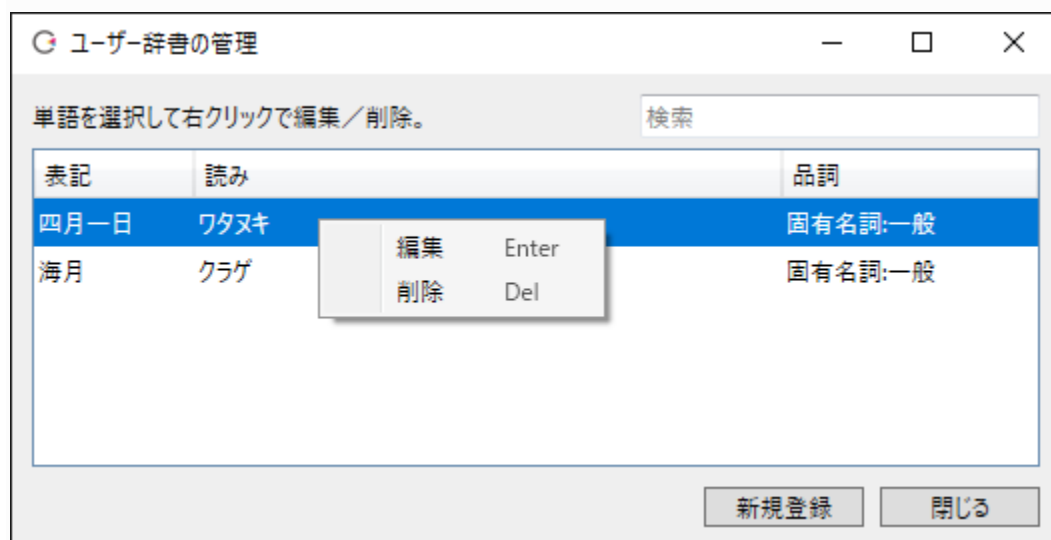 ユーザー辞書の管理
単語を選択して右クリックで編集／削除。 検索
表記 読み 品詞
四月一日 ワタヌキ 固有名詞:一般
編集 Enter
海月 クラゲ 固有名詞:一般
削除 Del
新規登録 閉じる